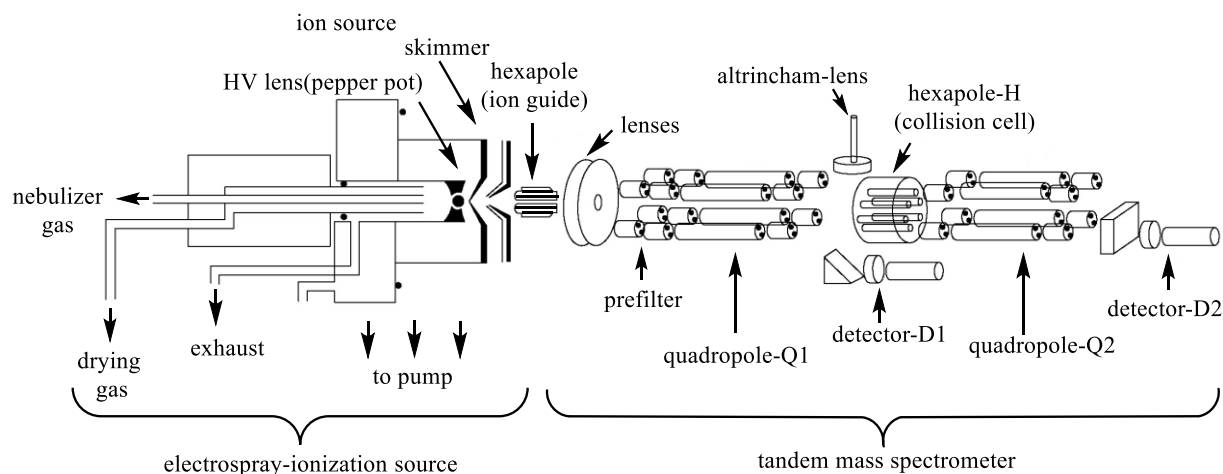 ion source
skimmer
HV lens(pepper pot)
hexapole
(ion guide)
lenses
altrincham-lens
hexapole-H
(collision cell)
nebulizer
gas
drying
gas
exhaust
to pump
prefilter
quadropole-Q1
detector-D1
quadropole-Q2
detector-D2
electrospray-ionization source
tandem mass spectrometer